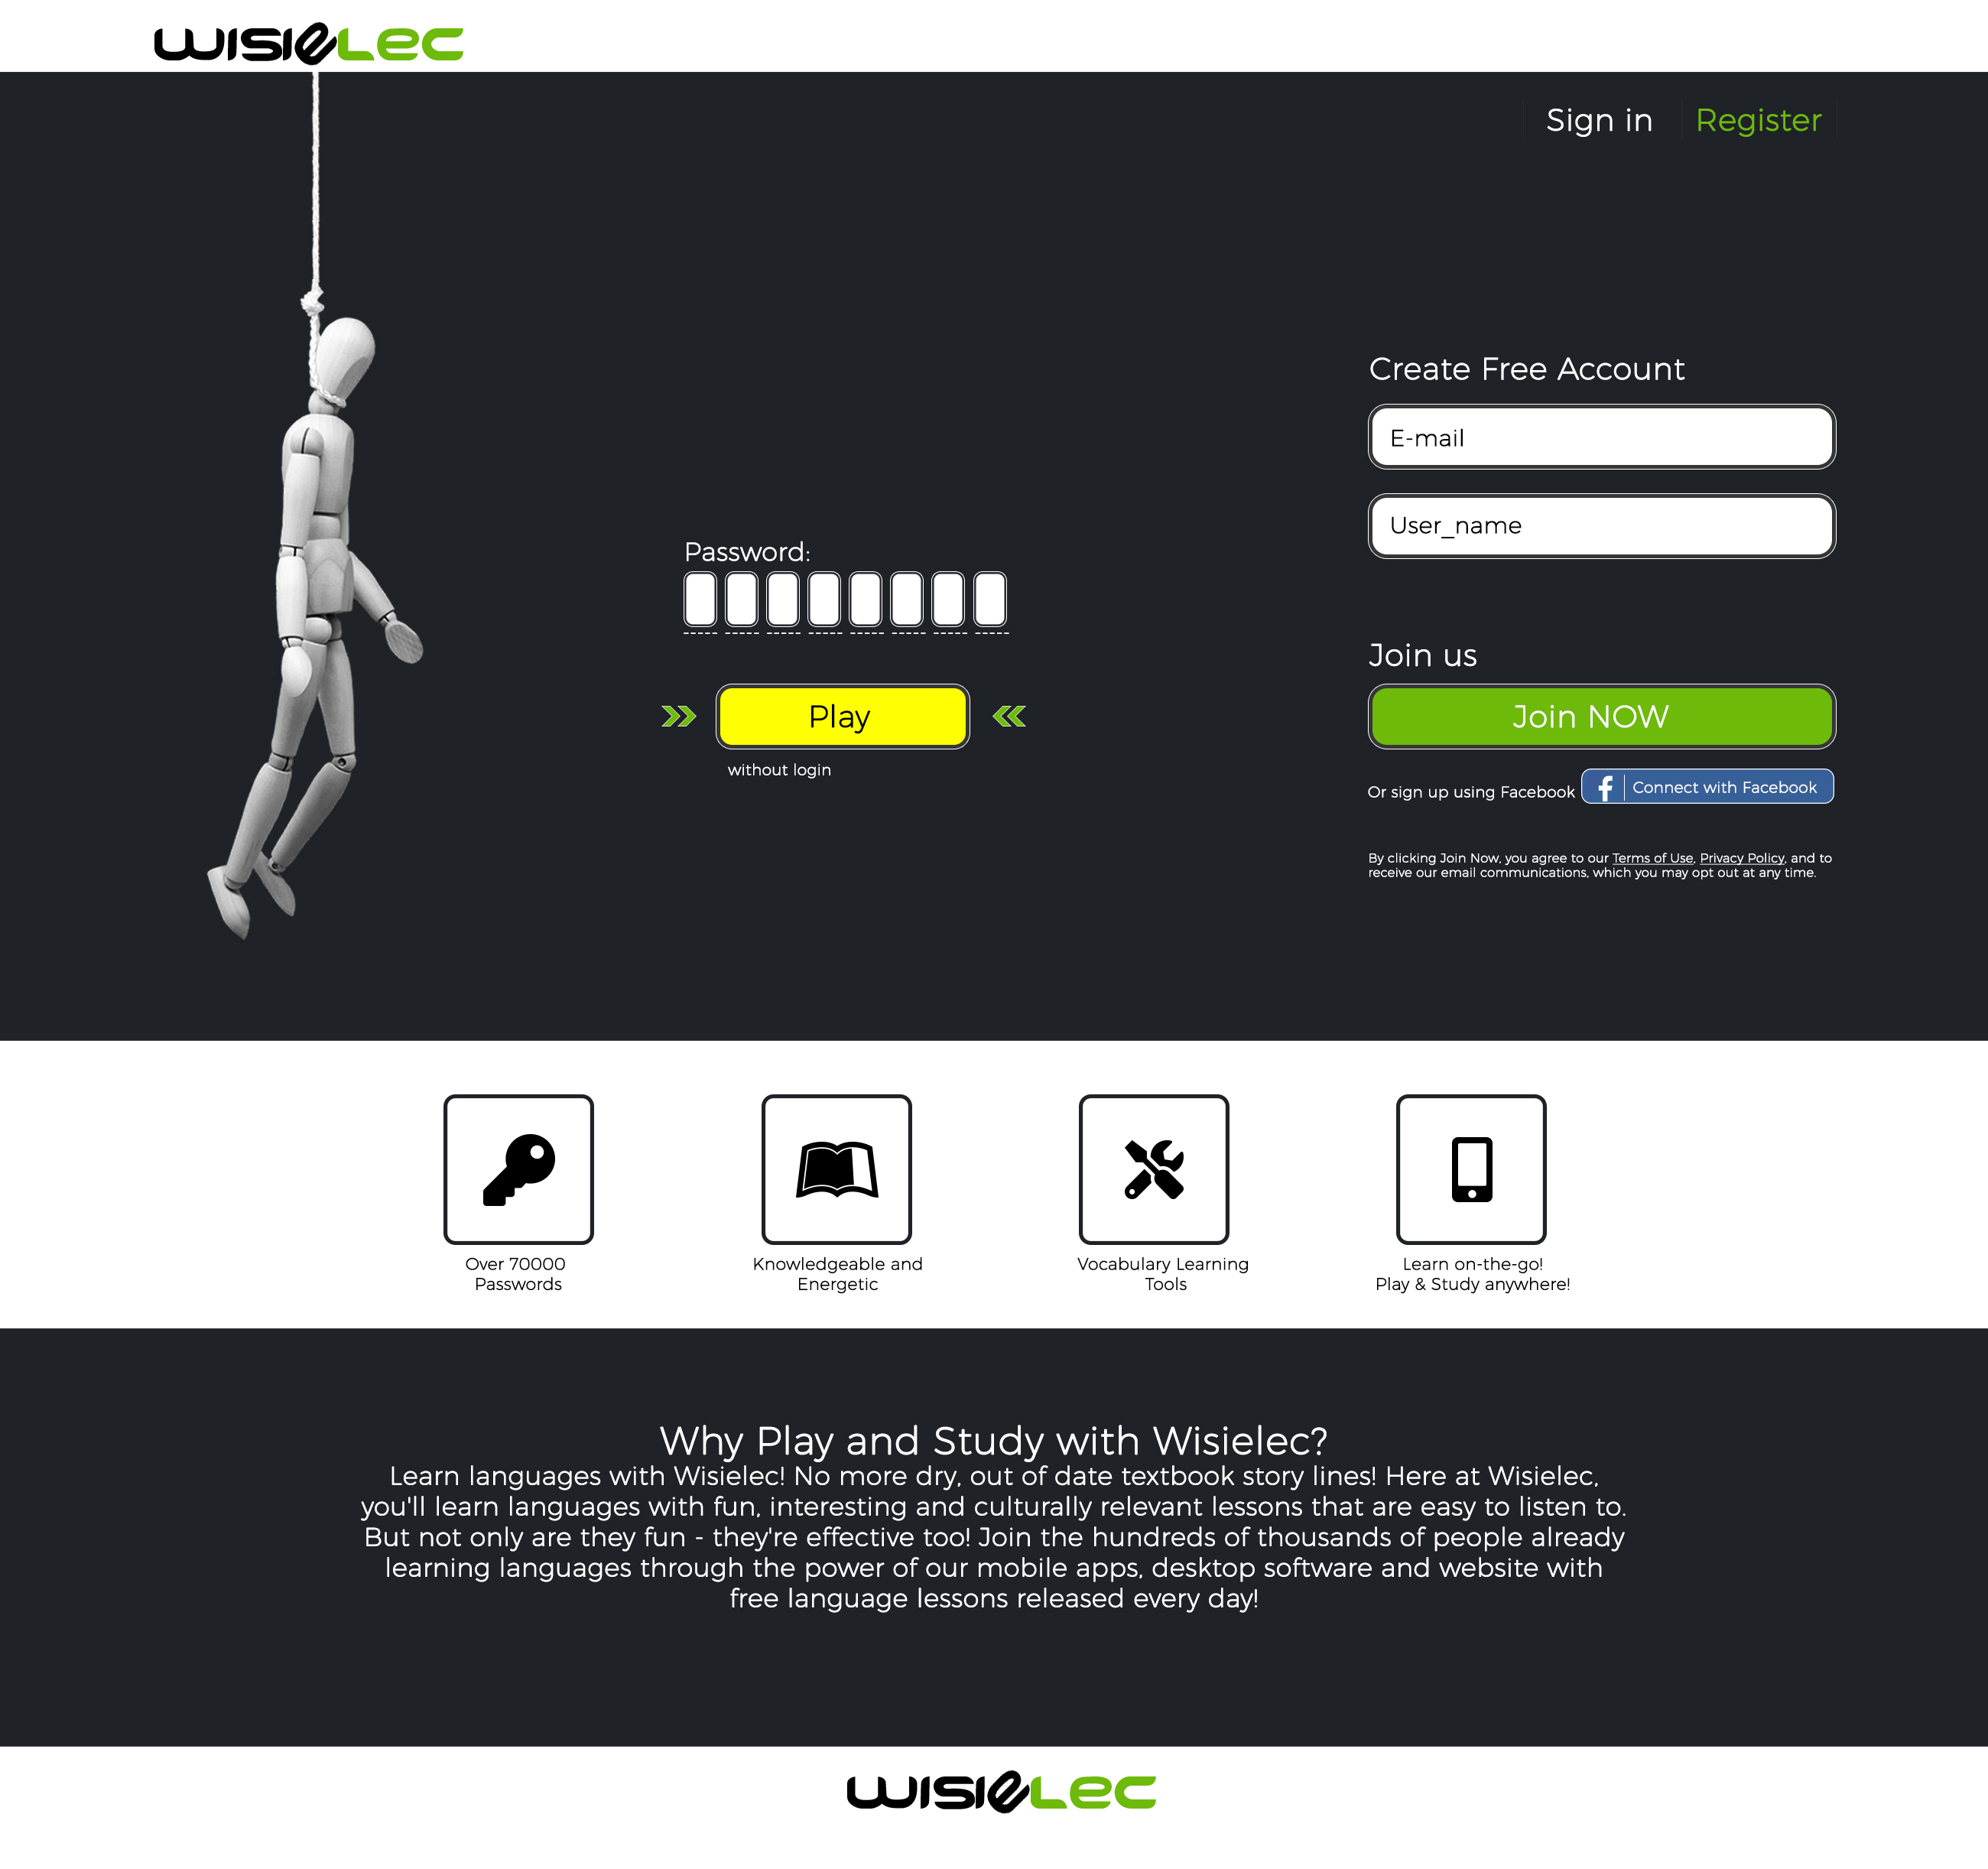 wisielec
Sign in
Register
Create Free Account
E-mail
User_name
Password:
Play
without login
Join us
Join NOW
Or sign up using Facebook
f
Connect with Facebook
By clicking Join Now, you agree to our Terms of Use, Privacy Policy, and to
receive our email communications, which you may opt out at any time.
Over 70000
Passwords
Knowledgeable and
Energetic
Vocabulary Learning
Tools
Learn on-the-go!
Play & Study anywhere!
Why Play and Study with Wisielec?
Learn languages with Wisielec! No more dry, out of date textbook story lines! Here at Wisielec,
you'll learn languages with fun, interesting and culturally relevant lessons that are easy to listen to.
But not only are they fun - they're effective too! Join the hundreds of thousands of people already
learning languages through the power of our mobile apps, desktop software and website with
free language lessons released every day!
wisielec